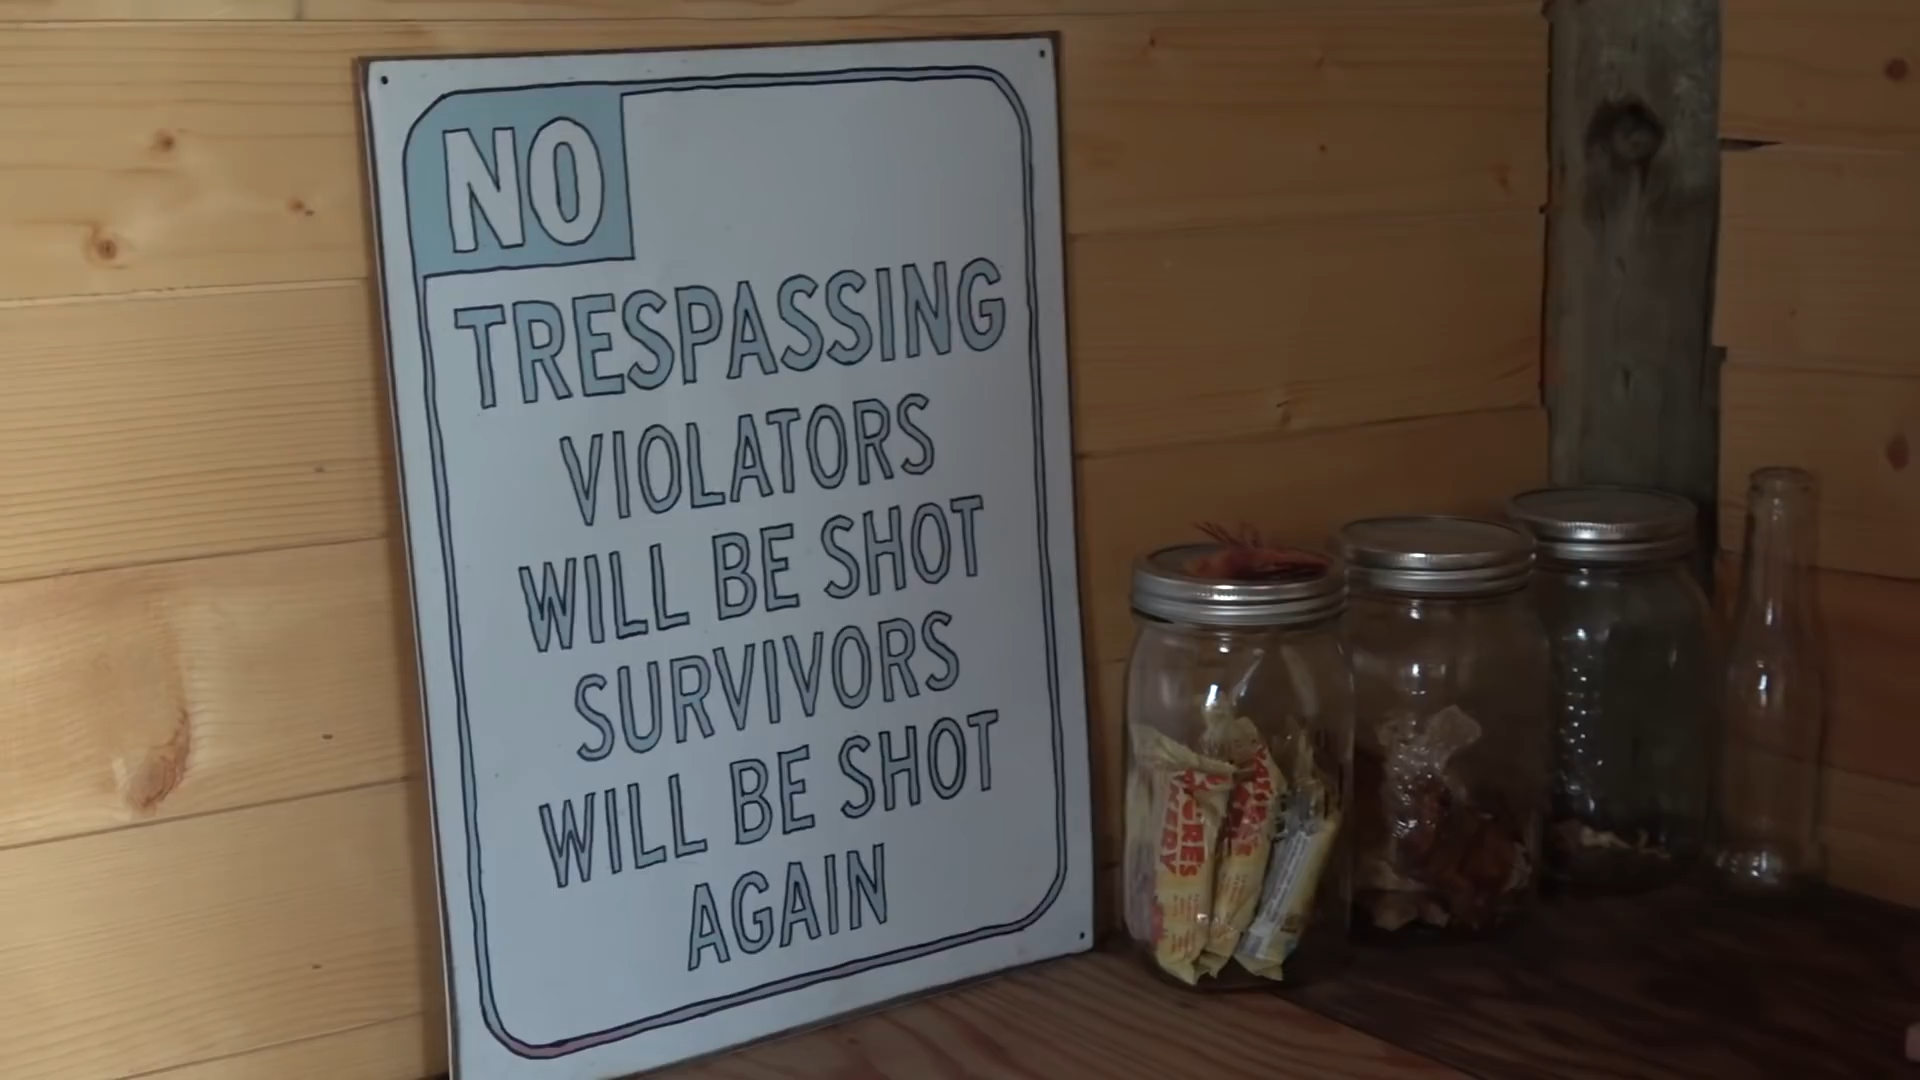 NO
TRESPASSING
VIOLATORS
WILL BE SHOT
SURVIVORS
WILL BE SHOT
AGAIN